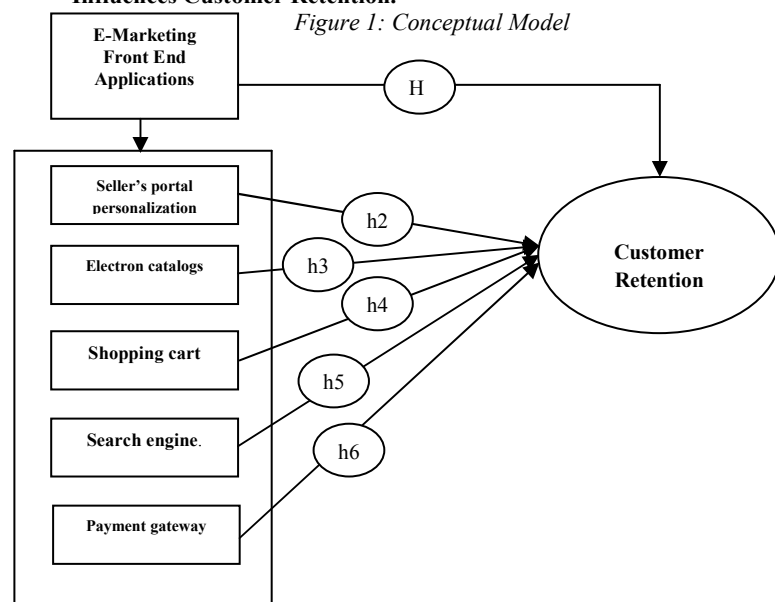 Influences Customer Retention.
Figure 1: Conceptual Model
E-Marketing
Front End
Applications
H
Seller's portal
personalization
h2
Electron catalogs
h3
Customer
Retention
h4
Shopping cart
h5
Search engine.
h6
Payment gateway